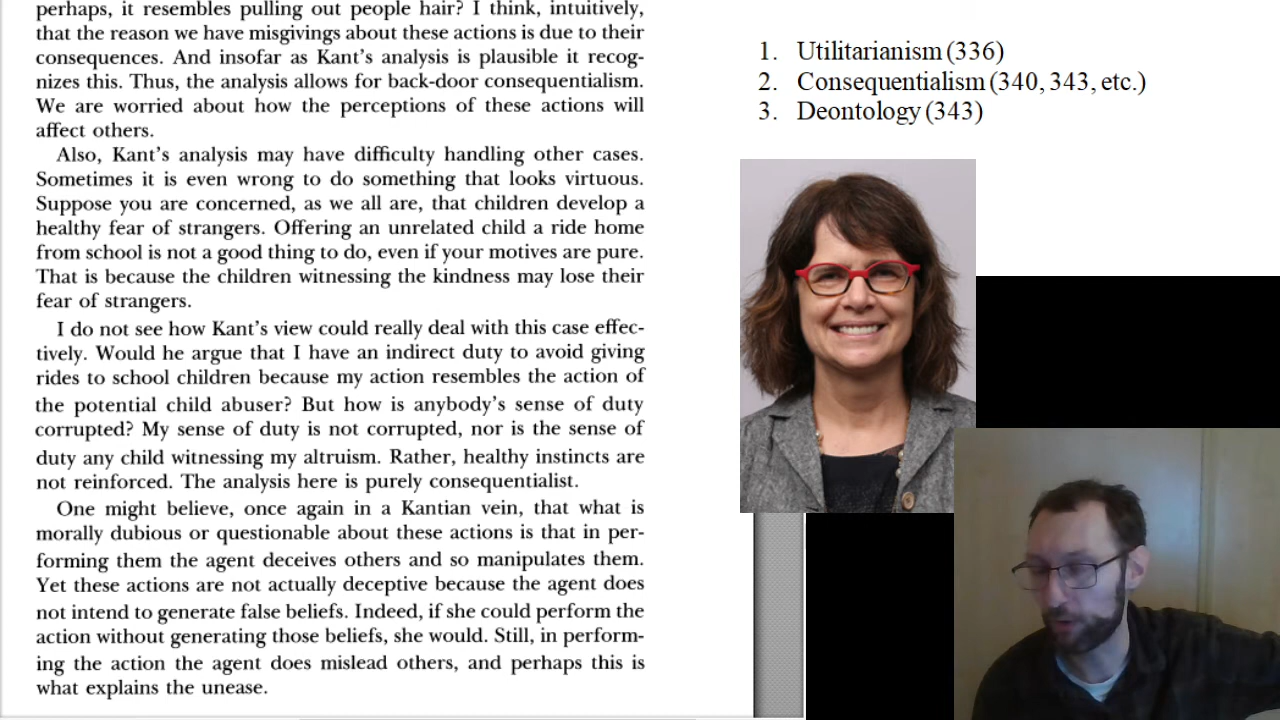 perhaps, it resembles pulling out people hair? I think, intuitively,
that the reason we have misgivings about these actions is due to their
consequences. And insofar as Kant's analysis is plausible it recog-
nizes this. Thus, the analysis allows for back-door consequentialism.
We are worried about how the perceptions of these actions will
affect others.
Also, Kant's analysis may have difficulty handling other cases.
Sometimes it is even wrong to do something that looks virtuous.
Suppose you are concerned, as we all are, that children develop a
healthy fear of strangers. Offering an unrelated child a ride home
from school is not a good thing to do, even if your motives are pure.
That is because the children witnessing the kindness may lose their
fear of strangers.
I do not see how Kant's view could really deal with this case effec-
tively. Would he argue that I have an indirect duty to avoid giving
rides to school children because my action resembles the action of
the potential child abuser? But how is anybody's sense of duty
corrupted? My sense of duty is not corrupted, nor is the sense of
duty any child witnessing my altruism. Rather, healthy instincts are
not reinforced. The analysis here is purely consequentialist.
One might believe, once again in a Kantian vein, that what is
morally dubious or questionable about these actions is that in per-
forming them the agent deceives others and so manipulates them.
Yet these actions are not actually deceptive because the agent does
not intend to generate false beliefs. Indeed, if she could perform the
action without generating those beliefs, she would. Still, in perform-
ing the action the agent does mislead others, and perhaps this is
what explains the unease.
1. Utilitarianism (336)
2. Consequentialism (340, 343, etc.)
3. Deontology (343)